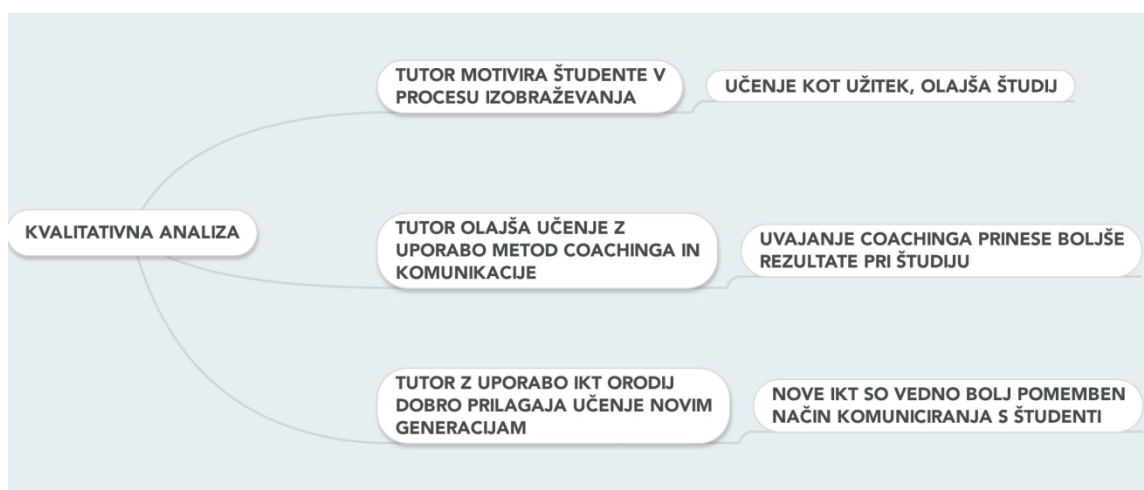 KVALITATIVNA ANALIZA
TUTOR MOTIVIRA ŠTUDENTE V
PROCESU IZOBRAŽEVANJA
UČENJE KOT UŽITEK, OLAJŠA ŠTUDIJ
TUTOR OLAJŠA UČENJE Z
UPORABO METOD COACHINGA IN
KOMUNIKACIJE
UVAJANJE COACHINGA PRINESE BOLJŠE
REZULTATE PRI ŠTUDIJU
TUTOR Z UPORABO IKT ORODIJ
DOBRO PRILAGAJA UČENJE NOVIM
GENERACIJAM
NOVE IKT SO VEDNO BOLJ POMEMBEN
NAČIN KOMUNICIRANJA S ŠTUDENTI